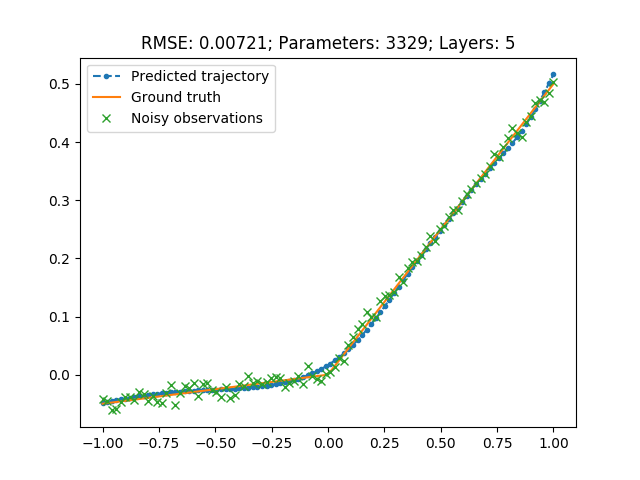 RMSE: 0.00721; Parameters: 3329; Layers: 5
Predicted trajectory
Ground truth
Noisy observations
0.5
0.4
0.3
0.2
0.1
0.0
−1.00 −0.75 −0.50 −0.25 0.00 0.25 0.50 0.75 1.00